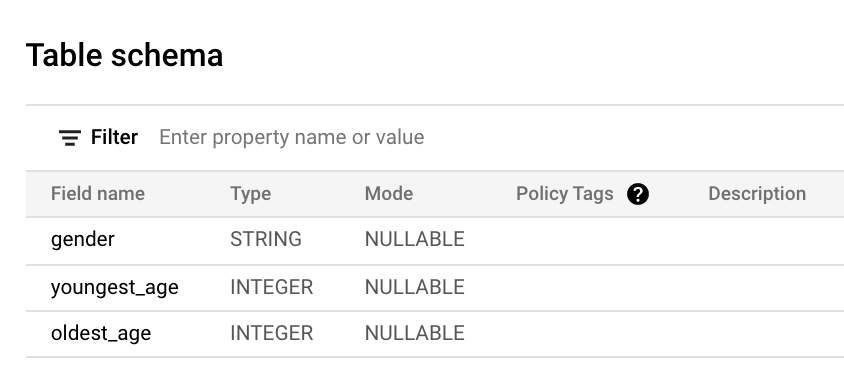 Table schema
Filter Enter property name or value
Field name Type Mode Policy Tags ? Description
gender STRING NULLABLE
youngest_age INTEGER NULLABLE
oldest_age INTEGER NULLABLE